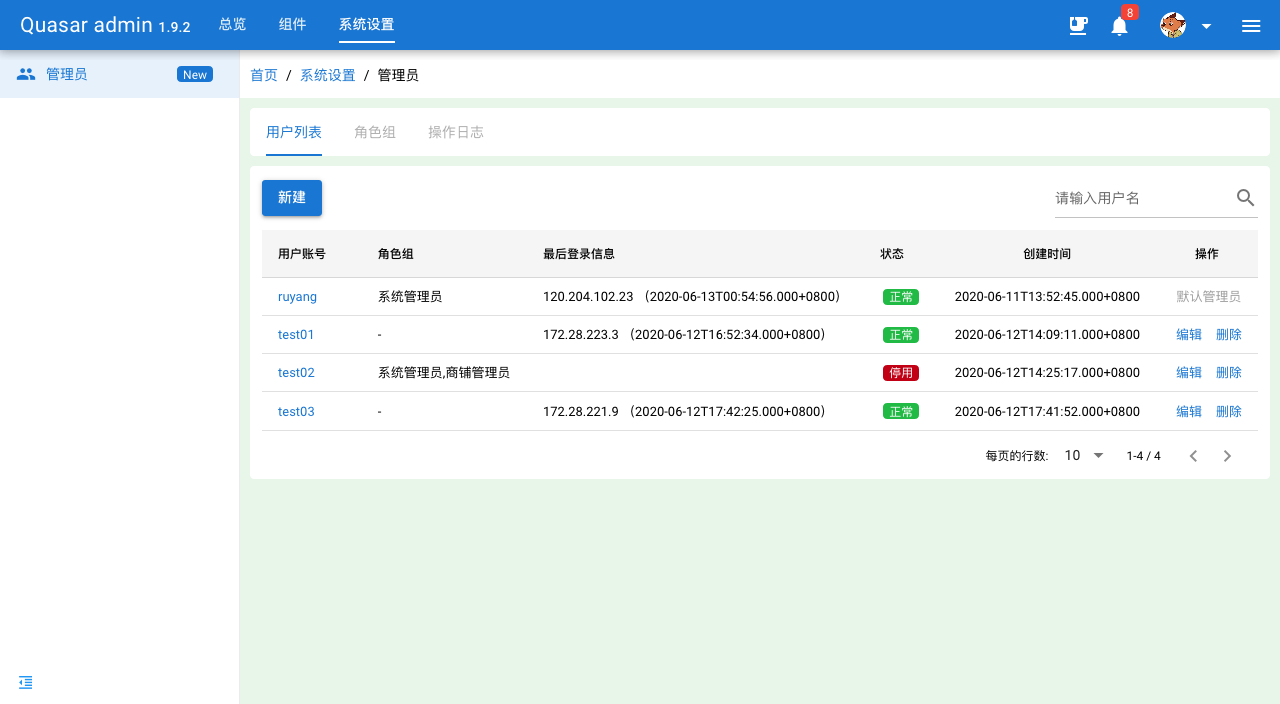 Quasar admin 1.9.2 总览 组件 系统设置 8
管理员 New
首页 / 系统设置 / 管理员
用户列表 角色组 操作日志
新建 请输入用户名
用户账号 角色组 最后登录信息 状态 创建时间 操作
ruyang 系统管理员 120.204.102.23 （2020-06-13T00:54:56.000+0800） 正常 2020-06-11T13:52:45.000+0800 默认管理员
test01 - 172.28.223.3 （2020-06-12T16:52:34.000+0800） 正常 2020-06-12T14:09:11.000+0800 编辑 删除
test02 系统管理员,商铺管理员 停用 2020-06-12T14:25:17.000+0800 编辑 删除
test03 - 172.28.221.9 （2020-06-12T17:42:25.000+0800） 正常 2020-06-12T17:41:52.000+0800 编辑 删除
每页的行数: 10 1-4 / 4